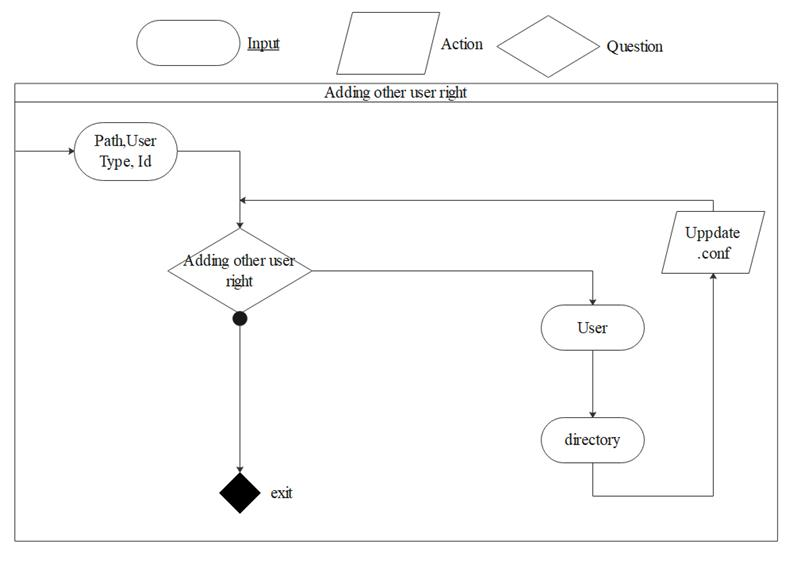 Input
Action
Question
Adding other user right
Path,User
Type, Id
Adding other user
right
Uppdate
.conf
User
directory
exit